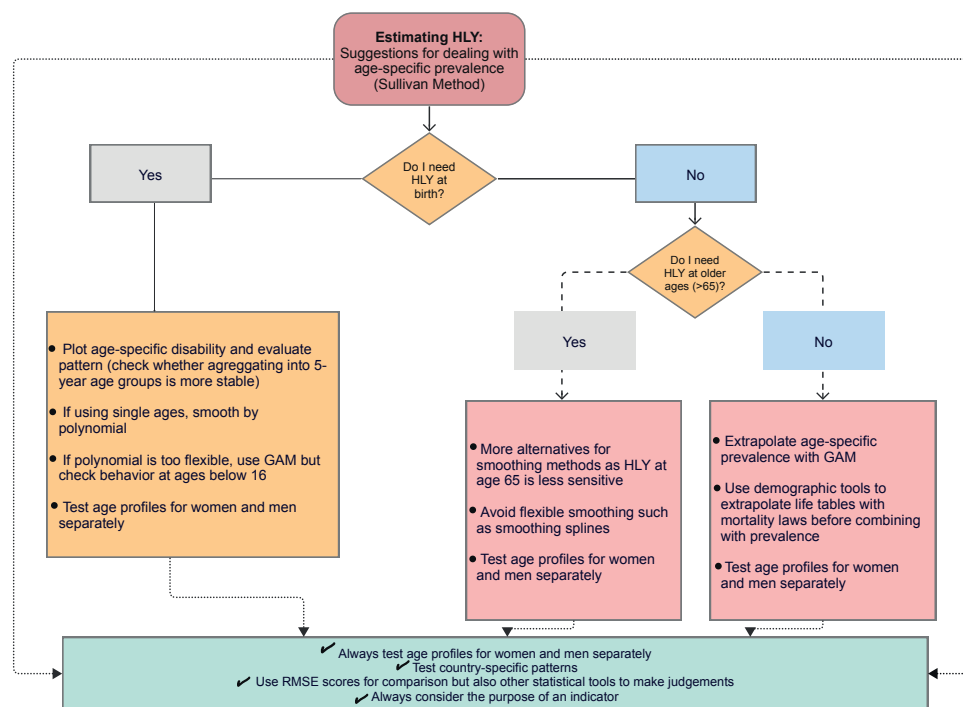 Estimating HLY:
Suggestions for dealing with
age-specific prevalence
(Sullivan Method)
Yes
Do I need
HLY at
birth?
No
Do I need
HLY at older
ages (>65)?
Yes
No
• Plot age-specific disability and evaluate
pattern (check whether agreggating into 5-
year age groups is more stable)
• If using single ages, smooth by
polynomial
• If polynomial is too flexible, use GAM but
check behavior at ages below 16
• Test age profiles for women and men
separately
• More alternatives for
smoothing methods as HLY at
age 65 is less sensitive
• Avoid flexible smoothing such
as smoothing splines
• Test age profiles for women
and men separately
• Extrapolate age-specific
prevalence with GAM
• Use demographic tools to
extrapolate life tables with
mortality laws before combining
with prevalence
• Test age profiles for women
and men separately
✔ Always test age profiles for women and men separately
✔ Test country-specific patterns
✔ Use RMSE scores for comparison but also other statistical tools to make judgements
✔ Always consider the purpose of an indicator